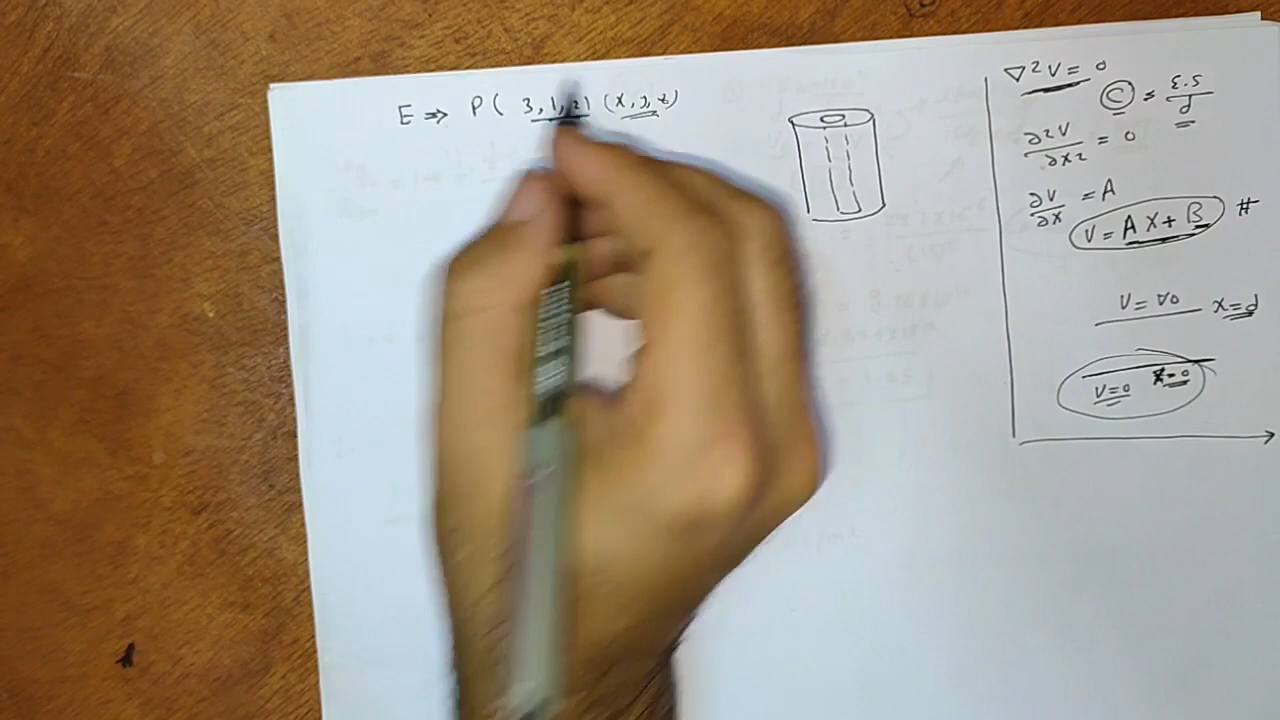 E ⇒ P( 3,1,2) (x,y,z)
∇2V = 0
C = ε.S / d
∂2V / ∂x2 = 0
∂V / ∂x = A
V = Ax + B #
V = V0 x=d
V=0 x=0